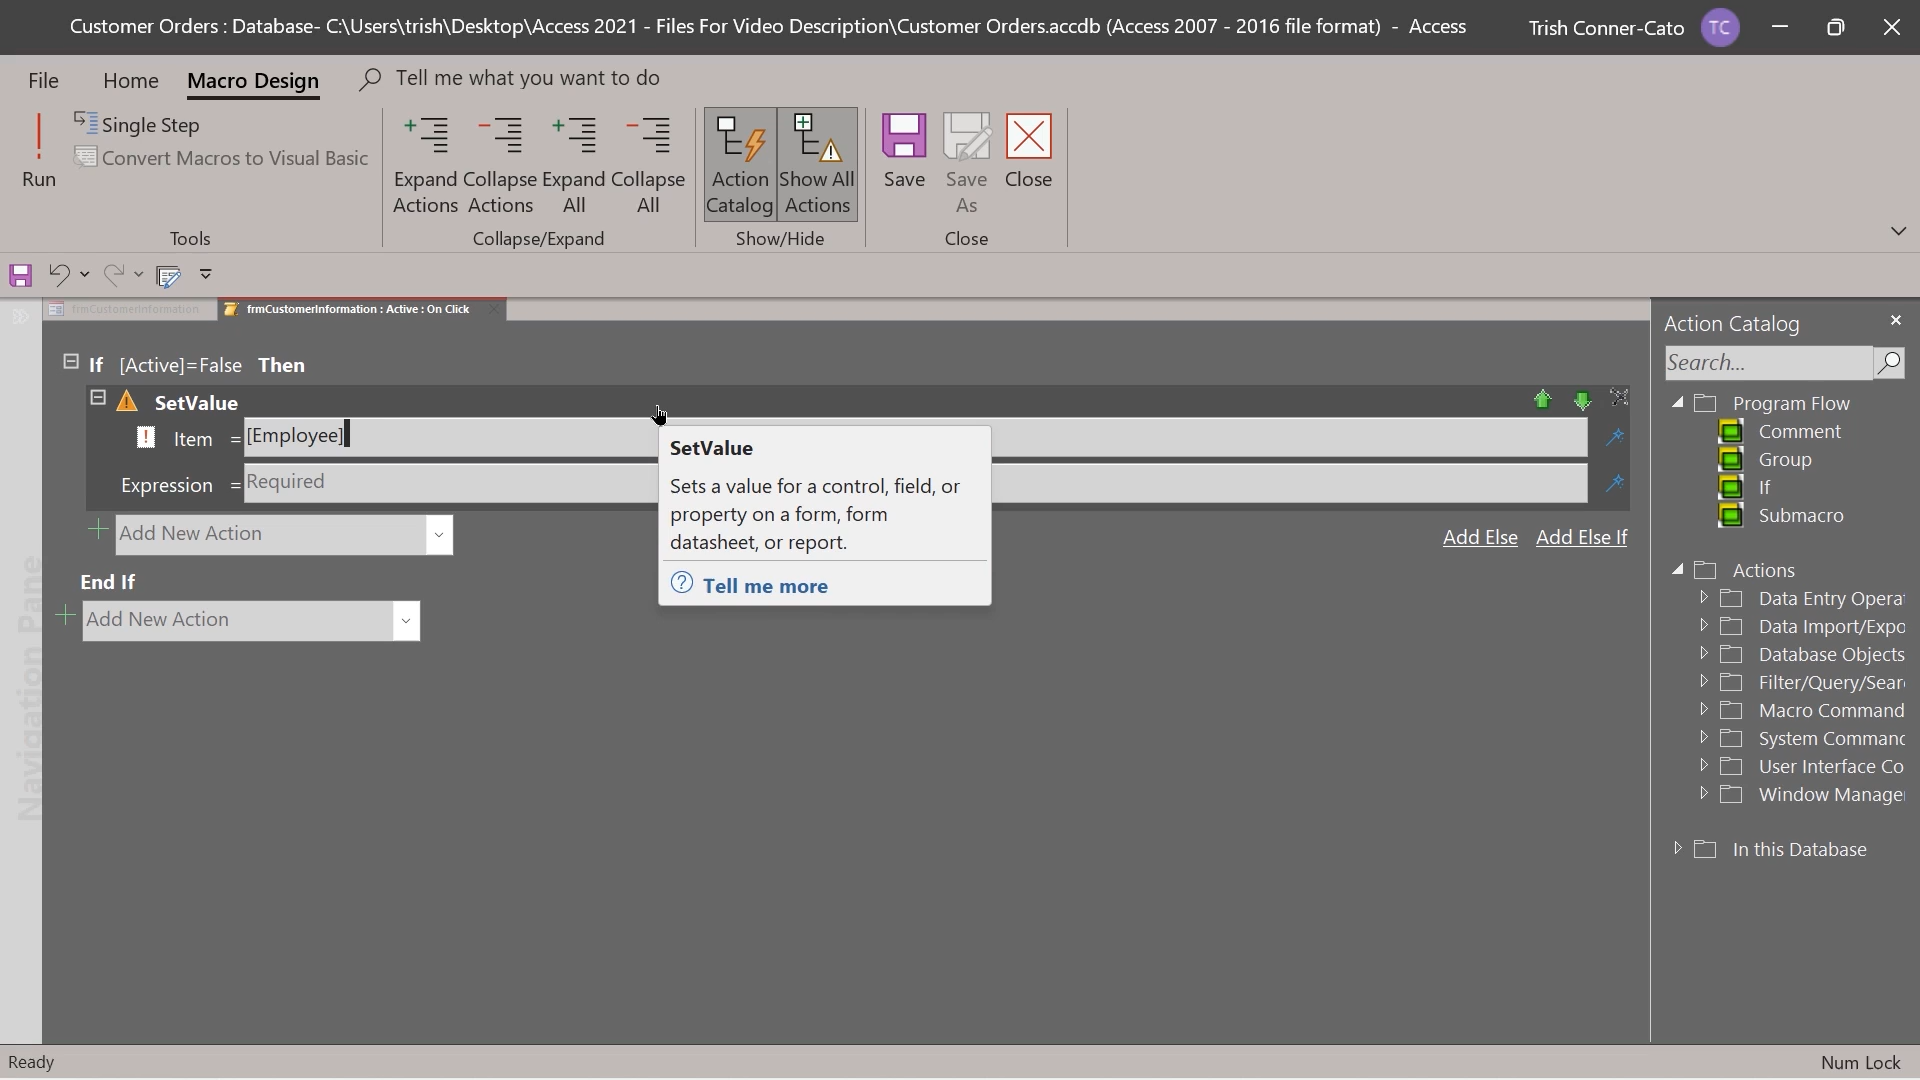 Customer Orders : Database- C:\Users\trish\Desktop\Access 2021 - Files For Video Description\Customer Orders.accdb (Access 2007 - 2016 file format) - Access
Trish Conner-Cato
TC
File
Home
Macro Design
Tell me what you want to do
Run
Single Step
Convert Macros to Visual Basic
Tools
Expand Actions
Collapse Actions
Expand All
Collapse All
Collapse/Expand
Action Catalog
Show All Actions
Show/Hide
Save
Save As
Close
Close
frmCustomerInformation
frmCustomerInformation : Active : On Click
Navigation Pane
If [Active]=False Then
SetValue
Item = [Employee]
Expression = Required
Add New Action
Add Else
Add Else If
End If
Add New Action
SetValue
Sets a value for a control, field, or
property on a form, form
datasheet, or report.
Tell me more
Action Catalog
Search...
Program Flow
Comment
Group
If
Submacro
Actions
Data Entry Opera
Data Import/Expo
Database Objects
Filter/Query/Sear
Macro Command
System Command
User Interface Co
Window Manage
In this Database
Ready
Num Lock